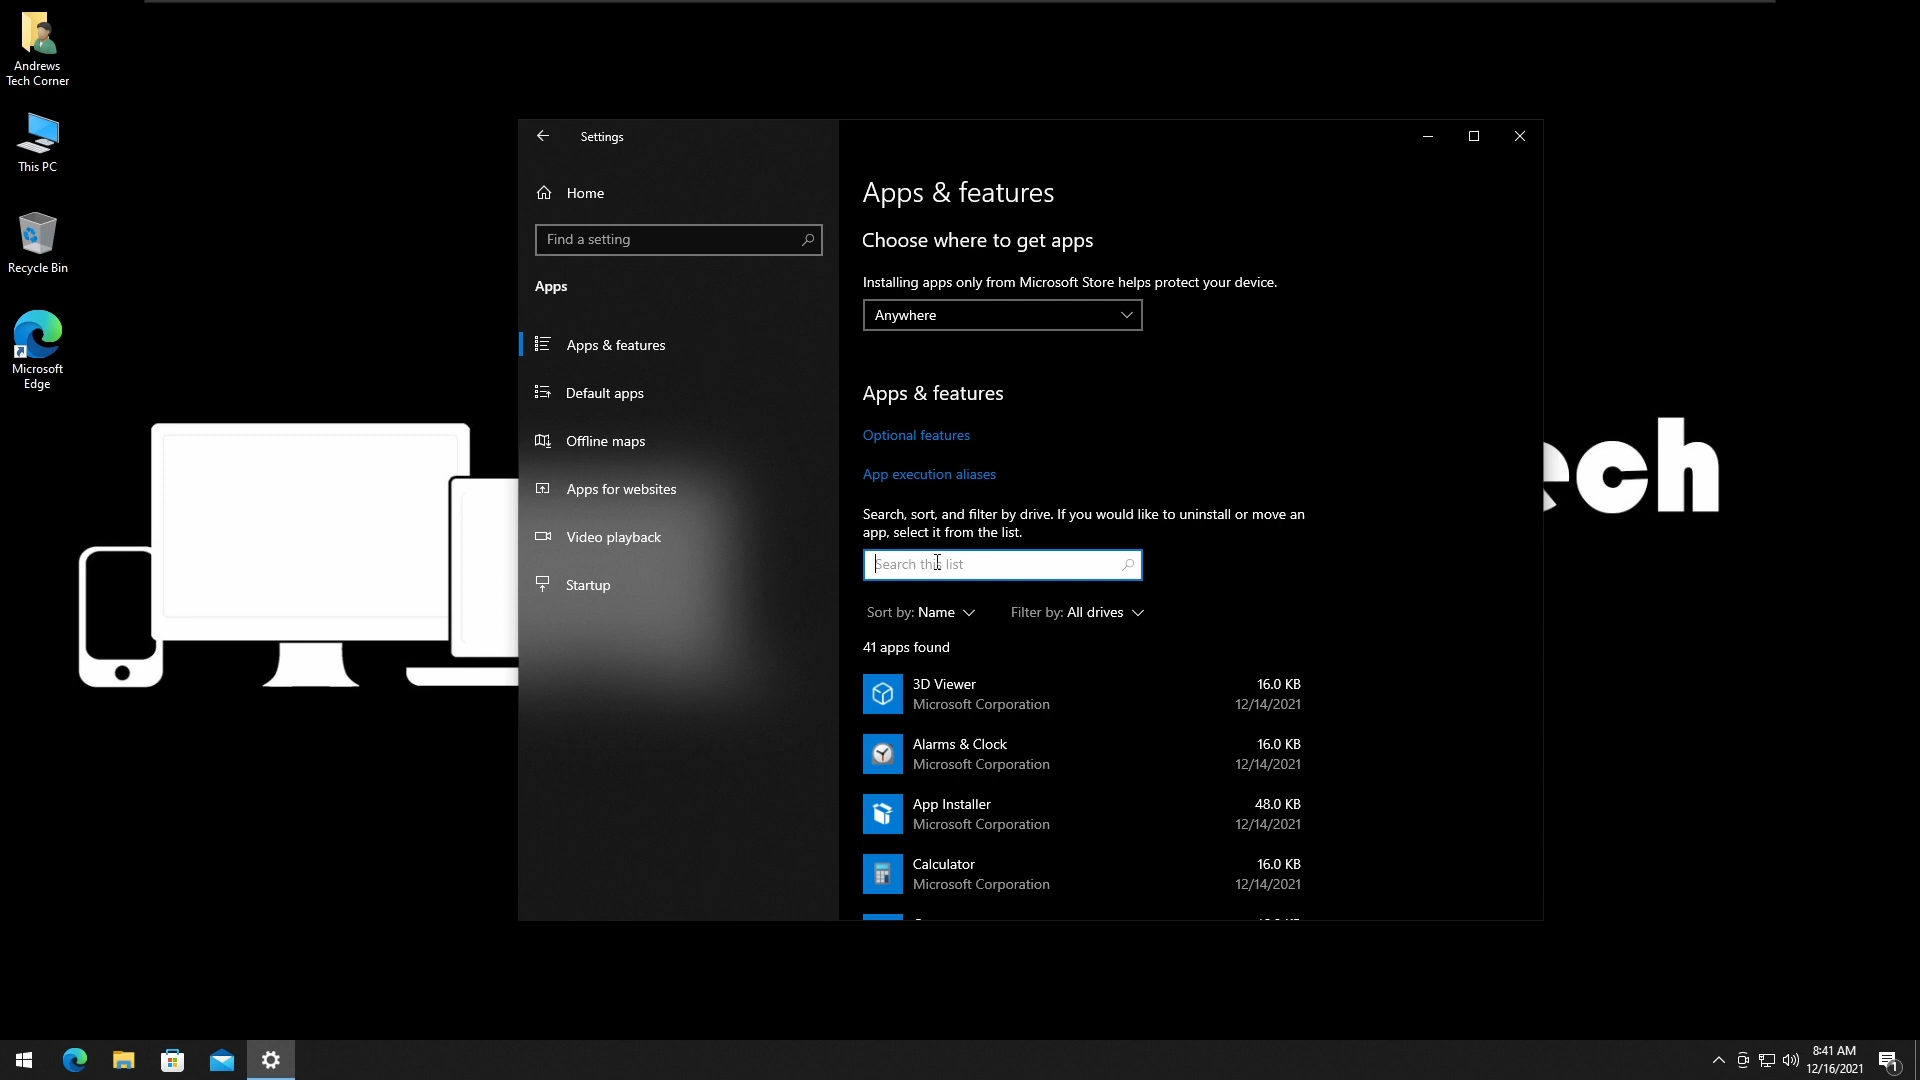 Andrews
Tech Corner
This PC
Recycle Bin
Microsoft
Edge
Settings
Home
Find a setting
Apps
Apps & features
Default apps
Offline maps
Apps for websites
Video playback
Startup
Apps & features
Choose where to get apps
Installing apps only from Microsoft Store helps protect your device.
Anywhere
Apps & features
Optional features
App execution aliases
Search, sort, and filter by drive. If you would like to uninstall or move an
app, select it from the list.
Search this list
Sort by: Name
Filter by: All drives
41 apps found
3D Viewer
16.0 KB
Microsoft Corporation
12/14/2021
Alarms & Clock
16.0 KB
Microsoft Corporation
12/14/2021
App Installer
48.0 KB
Microsoft Corporation
12/14/2021
Calculator
16.0 KB
Microsoft Corporation
12/14/2021
ech
8:41 AM
12/16/2021
1